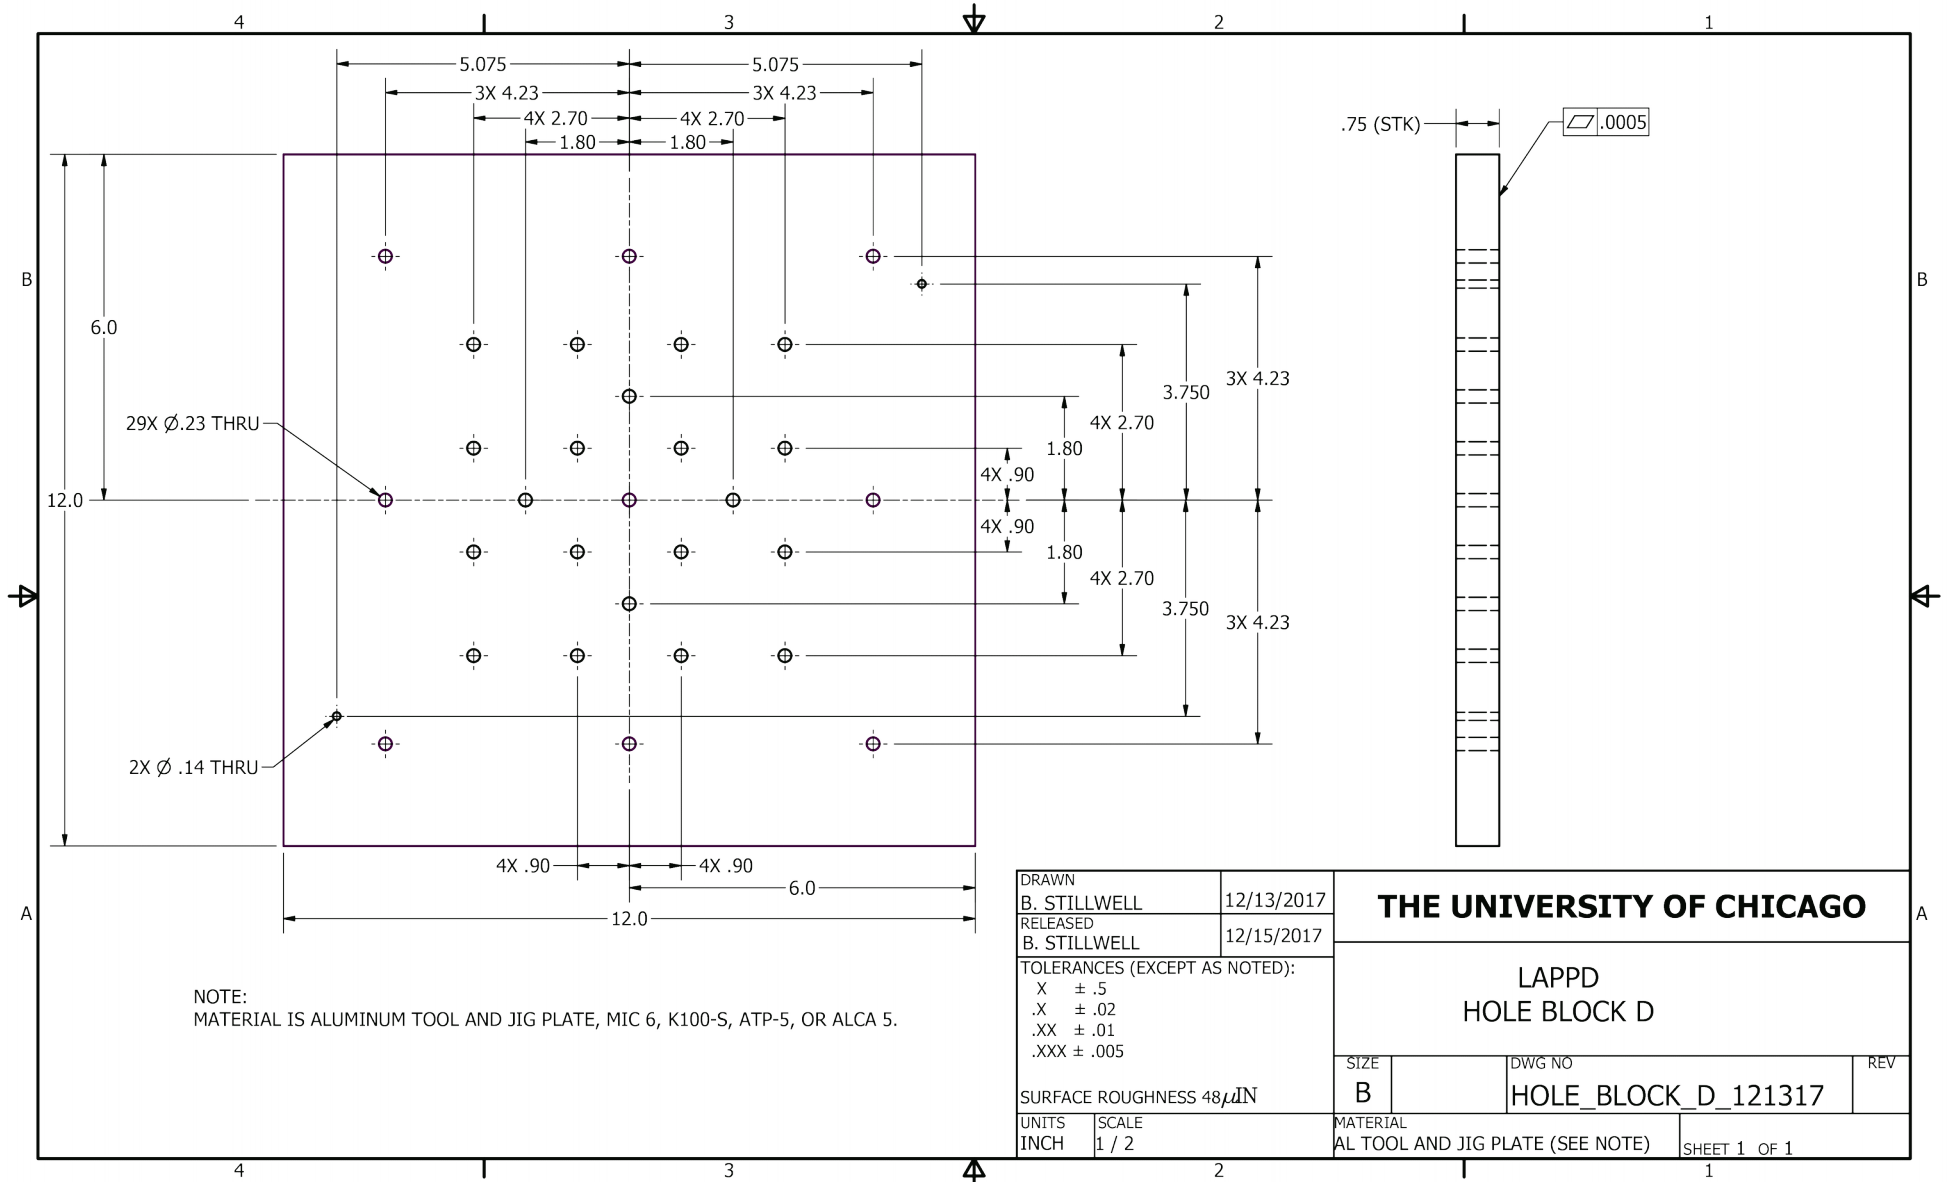 4 3 2 1
5.075 5.075
3X 4.23 3X 4.23
4X 2.70 4X 2.70
1.80 1.80
.75 (STK)
.0005
B B
6.0
3X 4.23
3.750
4X 2.70
29X Ø.23 THRU
1.80
4X .90
12.0
4X .90
1.80
4X 2.70
3.750
3X 4.23
2X Ø .14 THRU
4X .90 4X .90
6.0
12.0
A A
NOTE:
MATERIAL IS ALUMINUM TOOL AND JIG PLATE, MIC 6, K100-S, ATP-5, OR ALCA 5.
DRAWN
B. STILLWELL 12/13/2017
RELEASED
B. STILLWELL 12/15/2017
TOLERANCES (EXCEPT AS NOTED):
X ± .5
.X ± .02
.XX ± .01
.XXX ± .005
SURFACE ROUGHNESS 48µIN
UNITS
INCH
SCALE
1 / 2
THE UNIVERSITY OF CHICAGO
LAPPD
HOLE BLOCK D
SIZE
B
DWG NO
HOLE_BLOCK_D_121317
REV
MATERIAL
AL TOOL AND JIG PLATE (SEE NOTE)
SHEET 1 OF 1
4 3 2 1